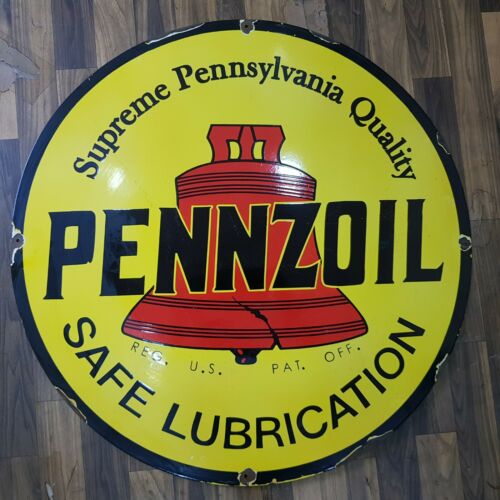 Supreme Pennsylvania Quality
PENNZOIL
REG. U.S. PAT. OFF.
SAFE LUBRICATION